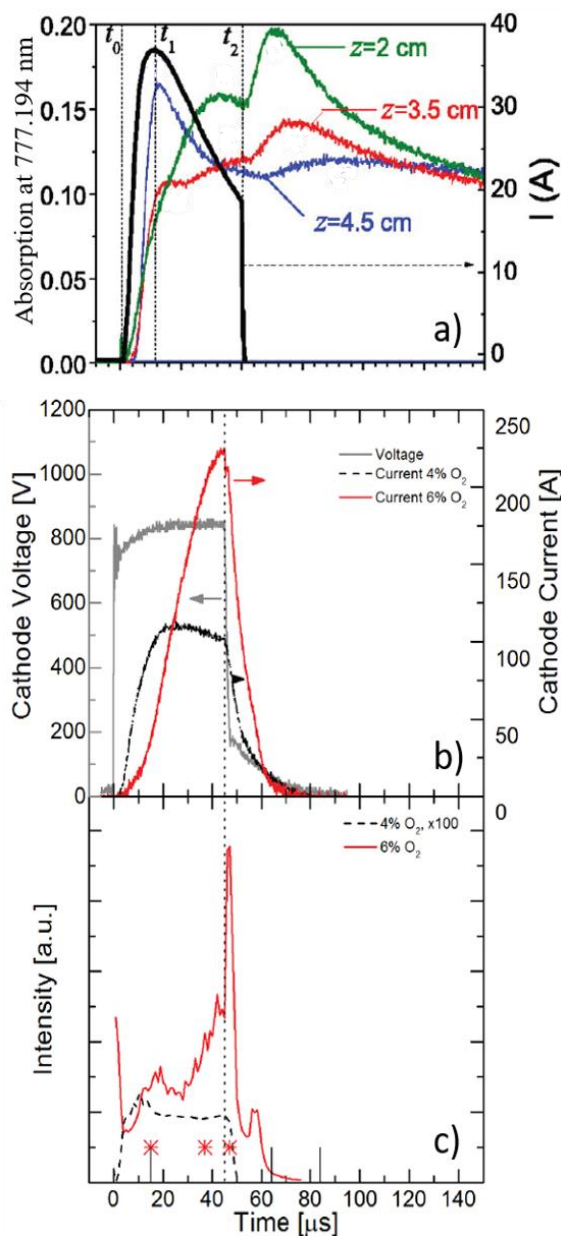 t0 t1 t2
0.20
0.15
0.10
0.05
0.00
Absorption at 777.194 nm
z=2 cm
z=3.5 cm
z=4.5 cm
40
30
20
10
0
I (A)
a)
1200
1000
800
600
400
200
0
Cathode Voltage [V]
Voltage
Current 4% O2
Current 6% O2
250
200
150
100
50
0
Cathode Current [A]
b)
4% O2, x100
6% O2
Intensity [a.u.]
c)
0 20 40 60 80 100 120 140
Time [μs]